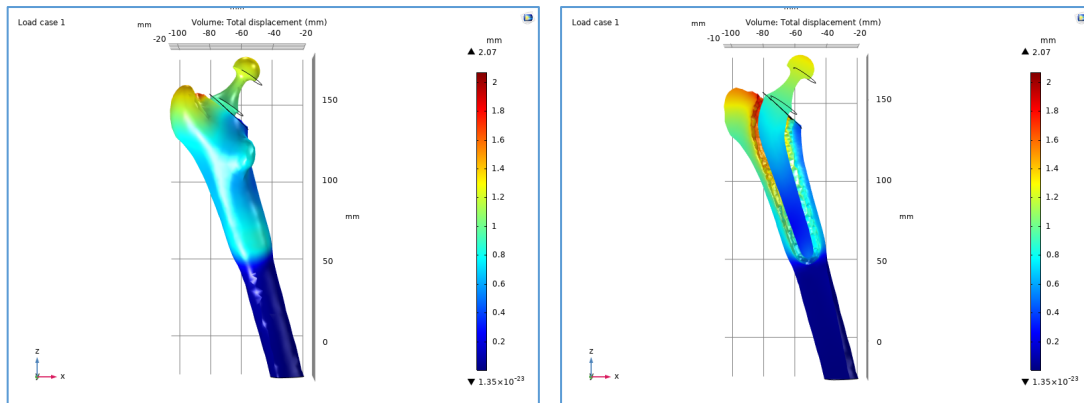 Load case 1
Volume: Total displacement (mm)
mm
-100 -80 -60 -40 -20
-20
mm
▲ 2.07
2
1.8
1.6
1.4
1.2
1
0.8
0.6
0.4
0.2
▼ 1.35×10⁻²³
150
100
mm
50
0
z
y
x
Load case 1
Volume: Total displacement (mm)
mm
-100 -80 -60 -40 -20
-10
mm
▲ 2.07
2
1.8
1.6
1.4
1.2
1
0.8
0.6
0.4
0.2
▼ 1.35×10⁻²³
150
100
mm
50
0
z
y
x